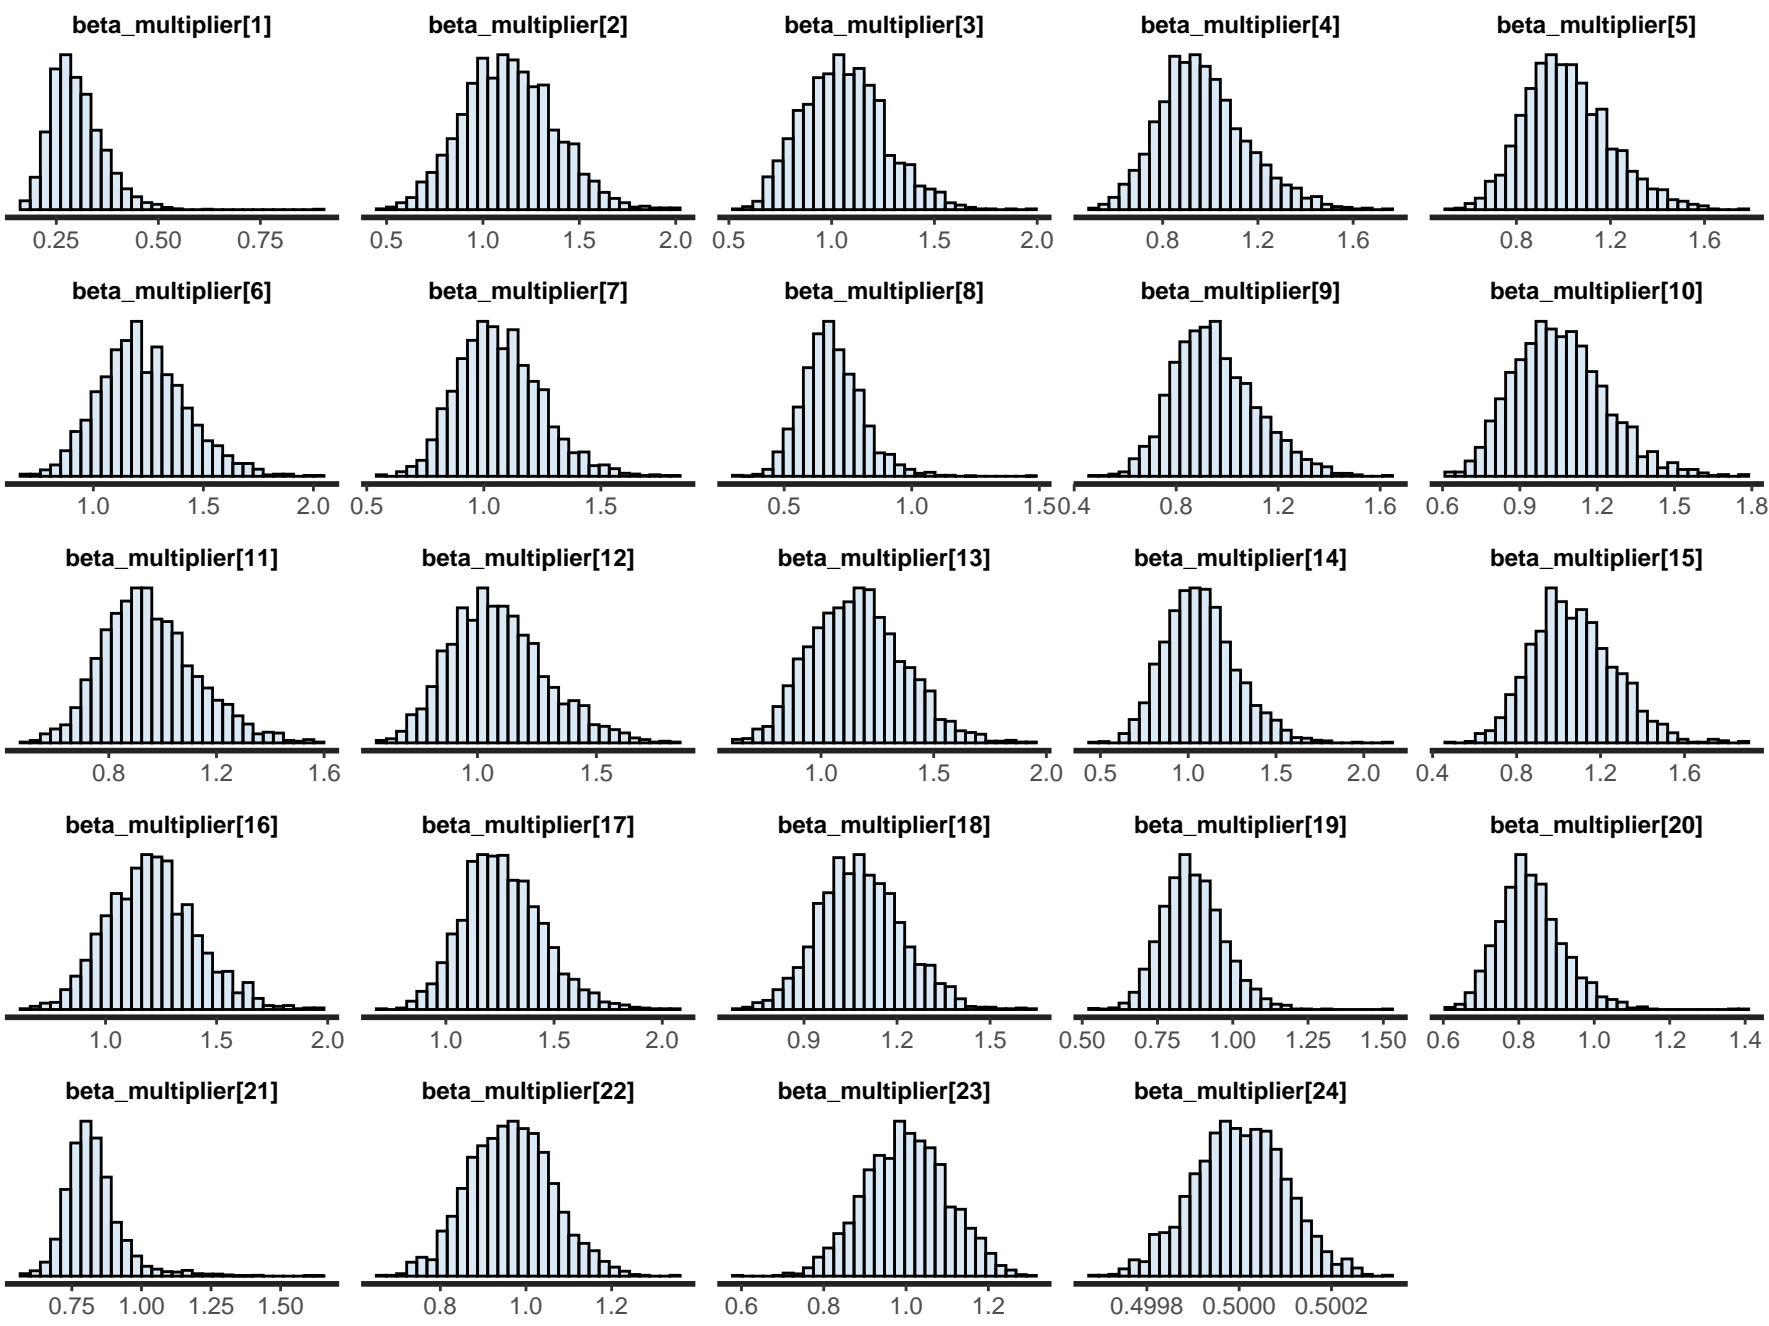 beta_multiplier[1] beta_multiplier[2] beta_multiplier[3] beta_multiplier[4] beta_multiplier[5]
0.25 0.50 0.75 0.5 1.0 1.5 2.0 0.5 1.0 1.5 2.0 0.8 1.2 1.6 0.8 1.2 1.6
beta_multiplier[6] beta_multiplier[7] beta_multiplier[8] beta_multiplier[9] beta_multiplier[10]
1.0 1.5 2.0 0.5 1.0 1.5 0.5 1.0 1.50.4 0.8 1.2 1.6 0.6 0.9 1.2 1.5 1.8
beta_multiplier[11] beta_multiplier[12] beta_multiplier[13] beta_multiplier[14] beta_multiplier[15]
0.8 1.2 1.6 1.0 1.5 1.0 1.5 2.0 0.5 1.0 1.5 2.0 0.4 0.8 1.2 1.6
beta_multiplier[16] beta_multiplier[17] beta_multiplier[18] beta_multiplier[19] beta_multiplier[20]
1.0 1.5 2.0 1.0 1.5 2.0 0.9 1.2 1.5 0.50 0.75 1.00 1.25 1.50 0.6 0.8 1.0 1.2 1.4
beta_multiplier[21] beta_multiplier[22] beta_multiplier[23] beta_multiplier[24]
0.75 1.00 1.25 1.50 0.8 1.0 1.2 0.6 0.8 1.0 1.2 0.4998 0.5000 0.5002